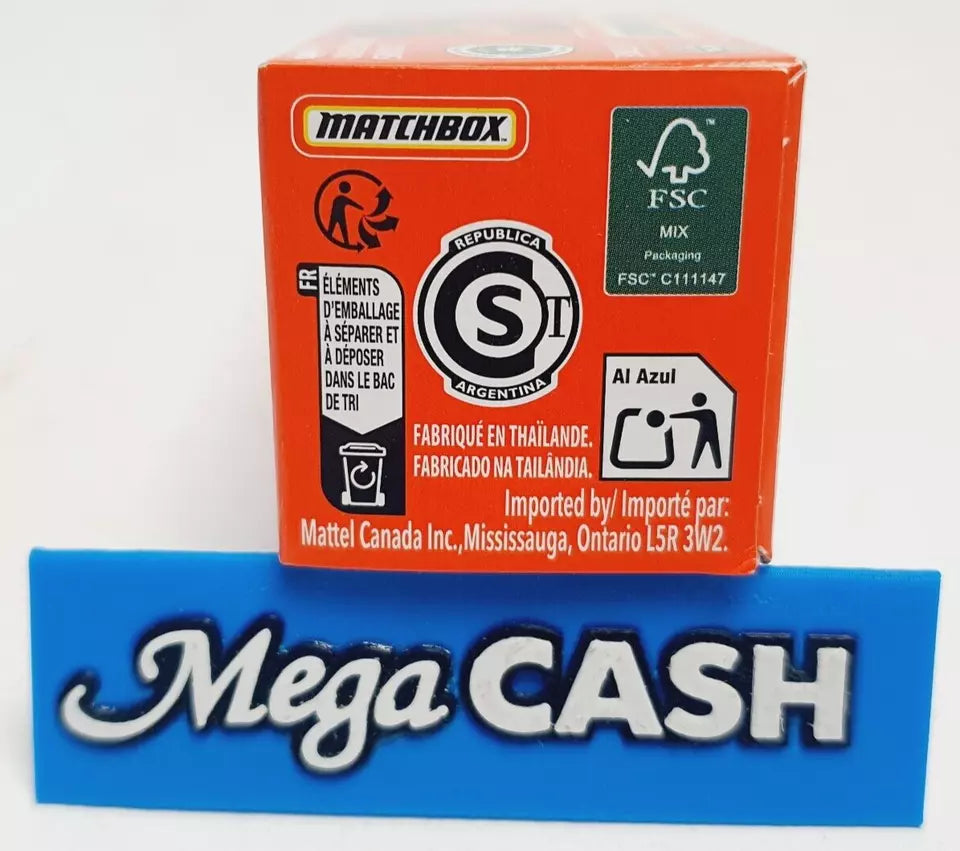 MATCHBOX
FSC™
MIX
Packaging
FSC™ C111147
FR
ÉLÉMENTS
D'EMBALLAGE
À SÉPARER ET
À DÉPOSER
DANS LE BAC
DE TRI
REPUBLICA
CST
ARGENTINA
Al Azul
FABRIQUÉ EN THAÏLANDE.
FABRICADO NA TAILÂNDIA.
Imported by/ Importé par:
Mattel Canada Inc.,Mississauga, Ontario L5R 3W2.
Mega CASH